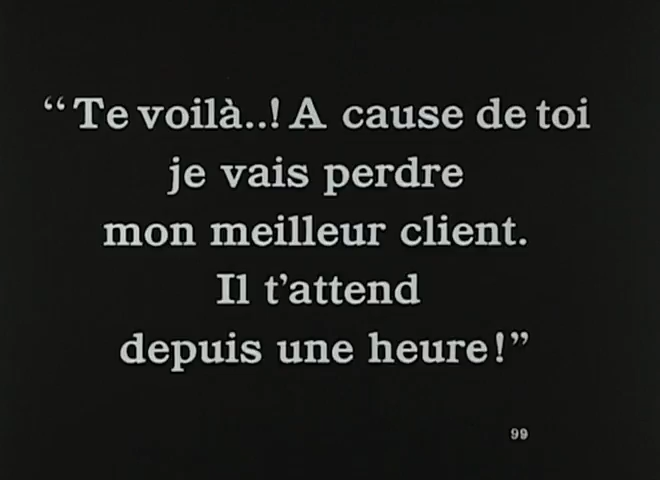 “Te voilà..! A cause de toi
je vais perdre
mon meilleur client.
Il t’attend
depuis une heure!”
99